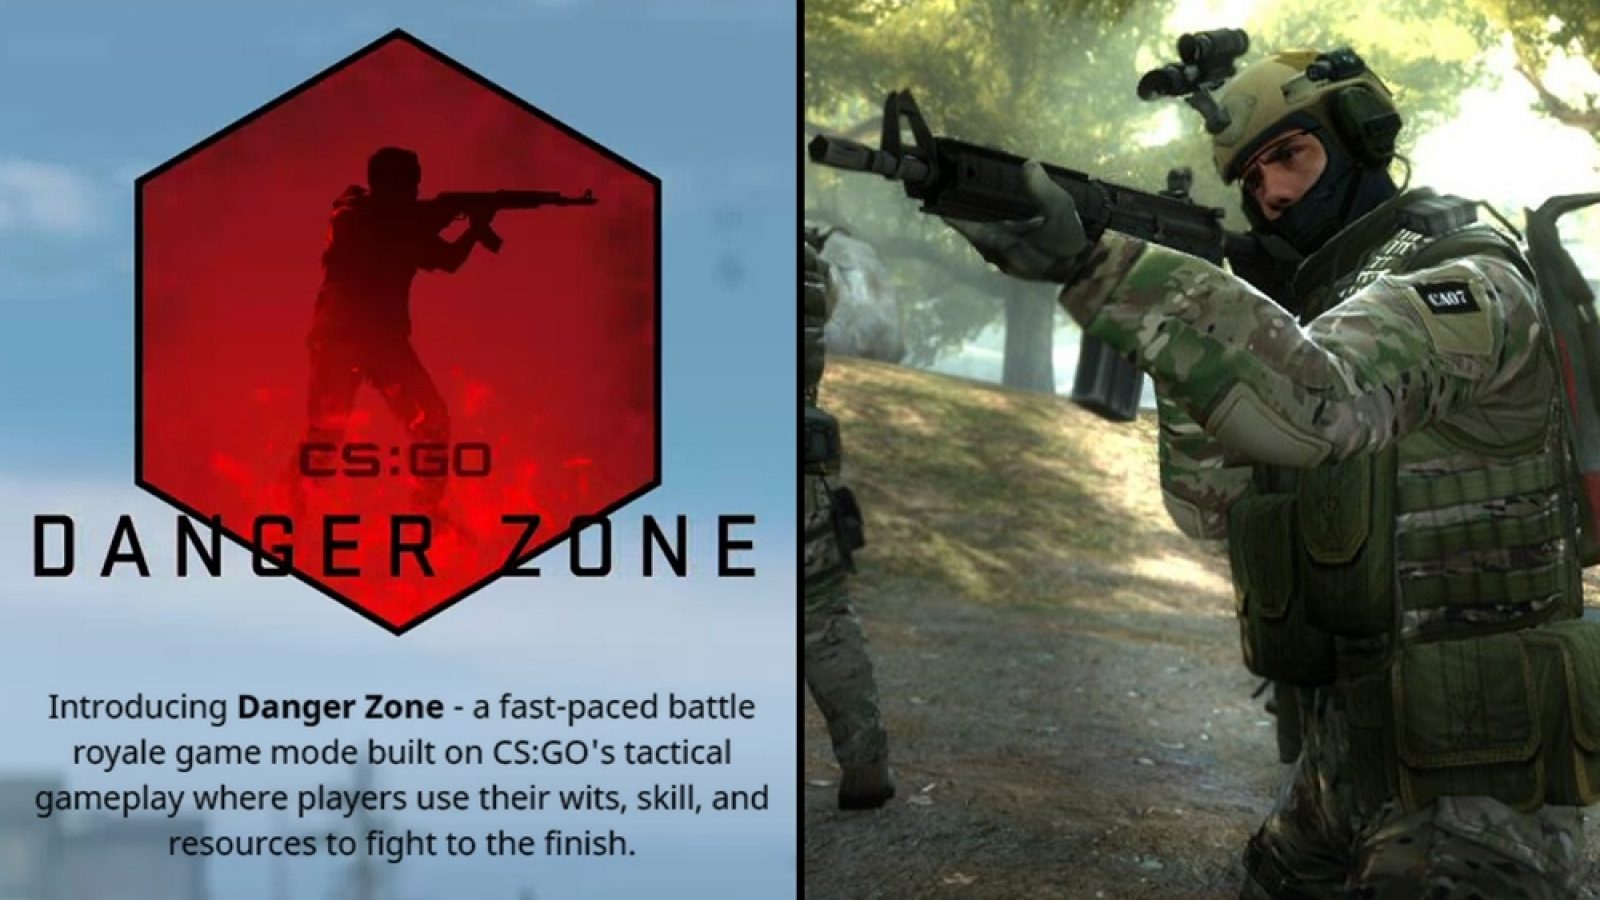 CS:GO
DANGER ZONE
Introducing Danger Zone - a fast-paced battle
royale game mode built on CS:GO's tactical
gameplay where players use their wits, skill, and
resources to fight to the finish.
CA07